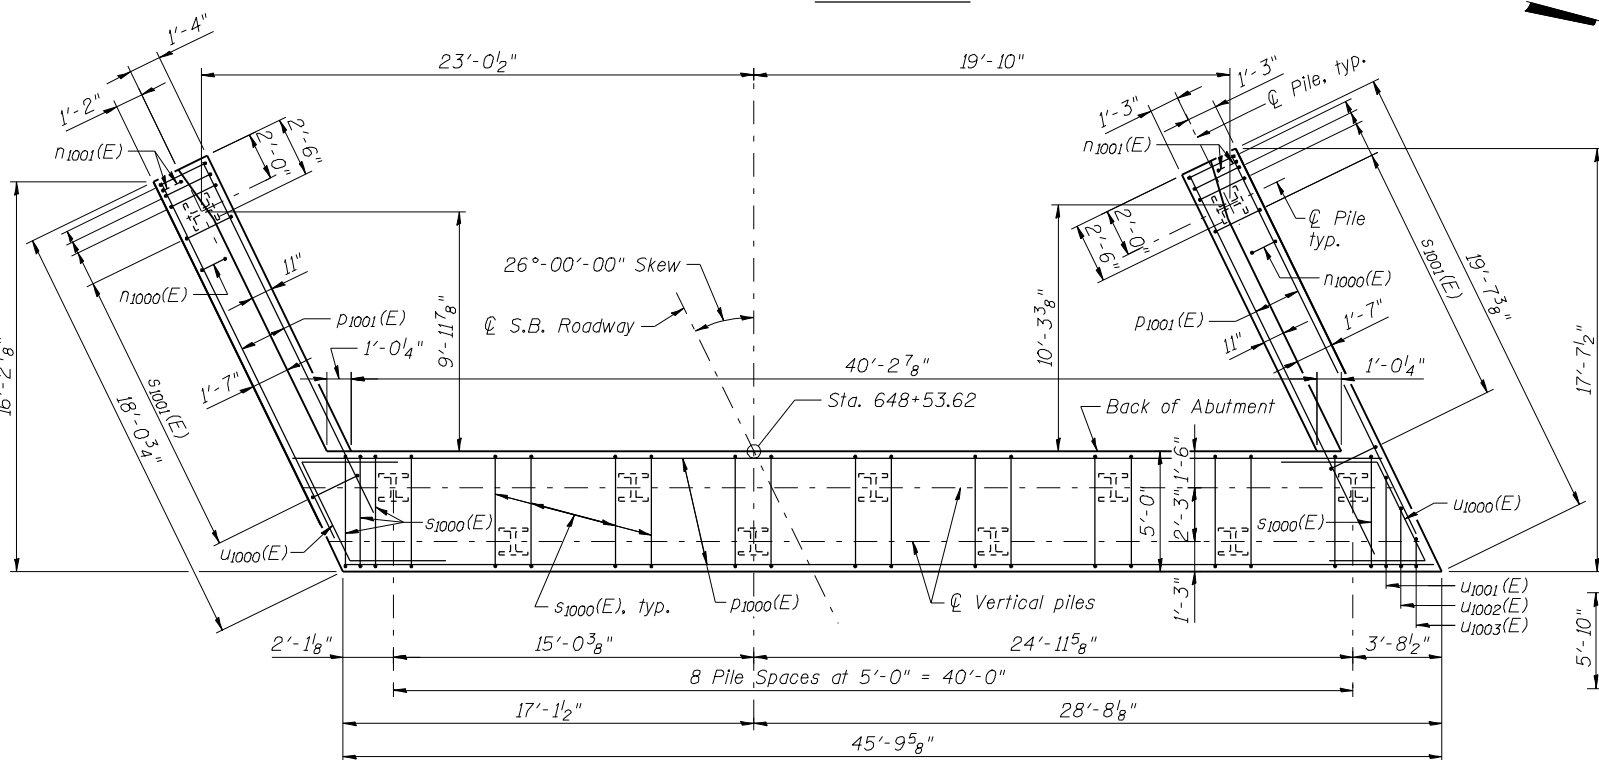 1'-4"
23'-0½"
19'-10"
1'-3"
℄ Pile, typ.
1'-2"
1'-3"
n1001(E)
2'-0"
2'-6"
n1001(E)
℄ Pile
typ.
2'-0"
2'-6"
s1001(E)
19'-7⅜"
17'-7½"
26°-00'-00" Skew
11"
n1000(E)
n1000(E)
p1001(E)
℄ S.B. Roadway
9'-11⅞"
10'-3⅜"
p1001(E)
11"
1'-7"
1'-0¼"
16'-2⅛"
s1001(E)
18'-0¾"
1'-7"
40'-2⅞"
1'-0¼"
Sta. 648+53.62
Back of Abutment
1'-6"
5'-0"
2'-3"
1'-3"
s1000(E)
u1000(E)
s1000(E)
u1000(E)
s1000(E), typ.
p1000(E)
℄ Vertical piles
u1001(E)
u1002(E)
u1003(E)
5'-10"
2'-1⅛"
15'-0⅜"
24'-11⅝"
3'-8½"
8 Pile Spaces at 5'-0" = 40'-0"
17'-1½"
28'-8⅛"
45'-9⅝"